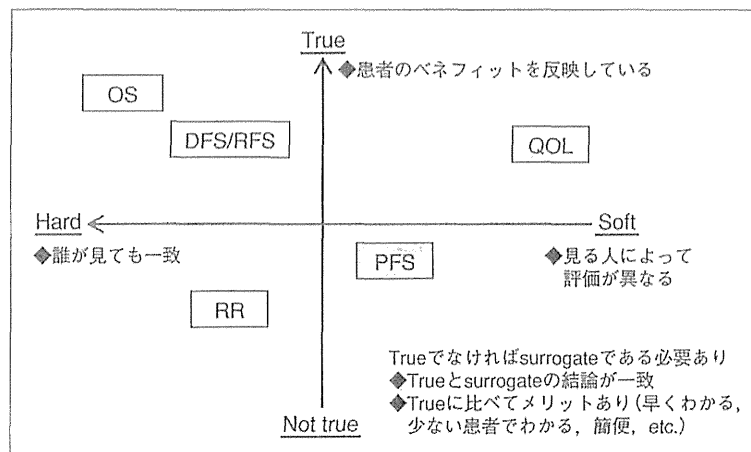 True
◆患者のベネフィットを反映している
OS
DFS/RFS
QOL
Hard
Soft
◆誰が見ても一致
◆見る人によって
評価が異なる
PFS
RR
Trueでなければsurrogateである必要あり
◆Trueとsurrogateの結論が一致
◆Trueに比べてメリットあり(早くわかる,
少ない患者でわかる, 簡便, etc.)
Not true